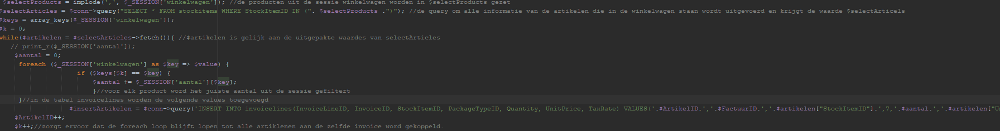 $selectProducts = implode(',', $_SESSION['winkelwagen']); //de producten uit de sessie winkelwagen worden in $selectProducts gezet
$selectArticles = $conn->query("SELECT * FROM stockitems WHERE StockItemID IN (". $selectProducts .")"); //de query om alle informatie van de artikelen die in de winkelwagen staan wordt uitgevoerd en krijgt de waarde $selectArticels
$keys = array_keys($_SESSION['winkelwagen']);
$k = 0;
while($artikelen = $selectArticles->fetch()){ //$artikelen is gelijk aan de uitgepakte waardes van selectArticles
// print_r($_SESSION['aantal']);
$aantal = 0;
foreach ($_SESSION['winkelwagen'] as $key => $value) {
if ($keys[$k] == $key) {
$aantal += $_SESSION['aantal'][$key];
}//voor elk product word het juiste aantal uit de sessie gefiltert
}//in de tabel invoicelines worden de volgende values toegevoegd
$insertArtikelen = $conn->query('INSERT INTO invoicelines(InvoiceLineID, InvoiceID, StockItemID, PackageTypeID, Quantity, UnitPrice, TaxRate) VALUES('.$ArtikelID.','.$FactuurID.','.$artikelen["StockItemID"].',7,'.$aantal.','.$artikelen["U
$ArtikelID++;
$k++;//zorgt ervoor dat de foreach loop blijft lopen tot alle artiklenen aan de zelfde invoice word gekoppeld.